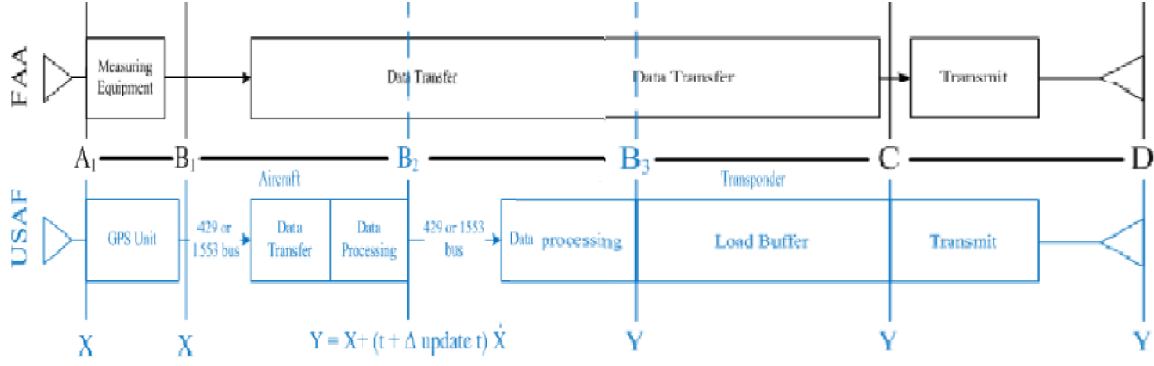 FAA
Measuring
Equipment
Data Transfer
Data Transfer
Transmit
A₁
B₁
B₂
B₃
C
D
Aircraft
Transponder
USAF
GPS Unit
429 or
1553 bus
Data
Transfer
Data
Processing
429 or 1553
bus
Data processing
Load Buffer
Transmit
X
X
Y = X+ (t + Δ update t) Ẋ
Y
Y
Y